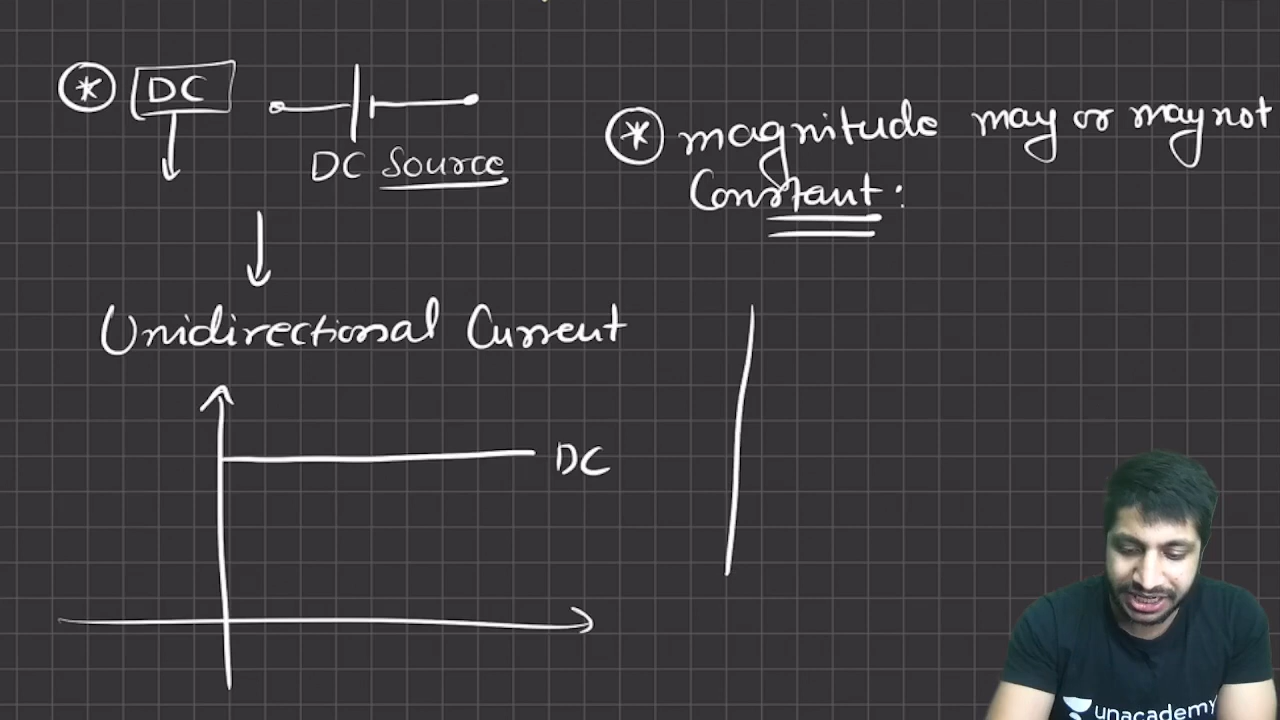 DC
DC Source
Unidirectional Current
DC
magnitude may or may not
Constant:
unacademy